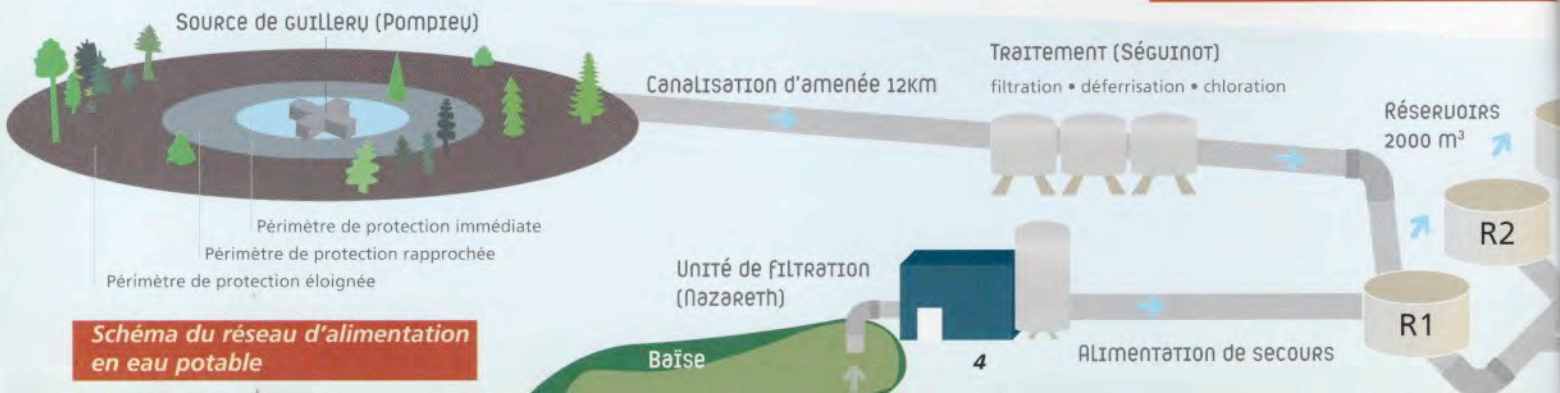 Source de Guillery (Pompiey)
Canalisation d'amenée 12km
Traitement (Séguinot)
filtration • déferrisation • chloration
Réservoirs
2000 m³
R2
Périmètre de protection immédiate
Périmètre de protection rapprochée
Périmètre de protection éloignée
Unité de filtration
(Nazareth)
R1
Schéma du réseau d'alimentation
en eau potable
Baïse
4
Alimentation de secours